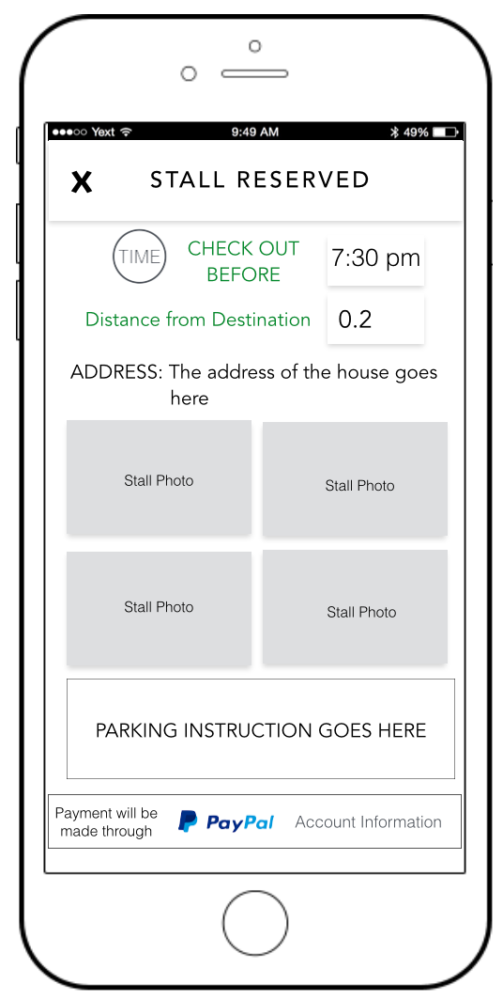 Yext 9:49 AM 49%
X STALL RESERVED
TIME CHECK OUT
BEFORE 7:30 pm
Distance from Destination 0.2
ADDRESS: The address of the house goes
here
Stall Photo Stall Photo
Stall Photo Stall Photo
PARKING INSTRUCTION GOES HERE
Payment will be
made through PayPal Account Information